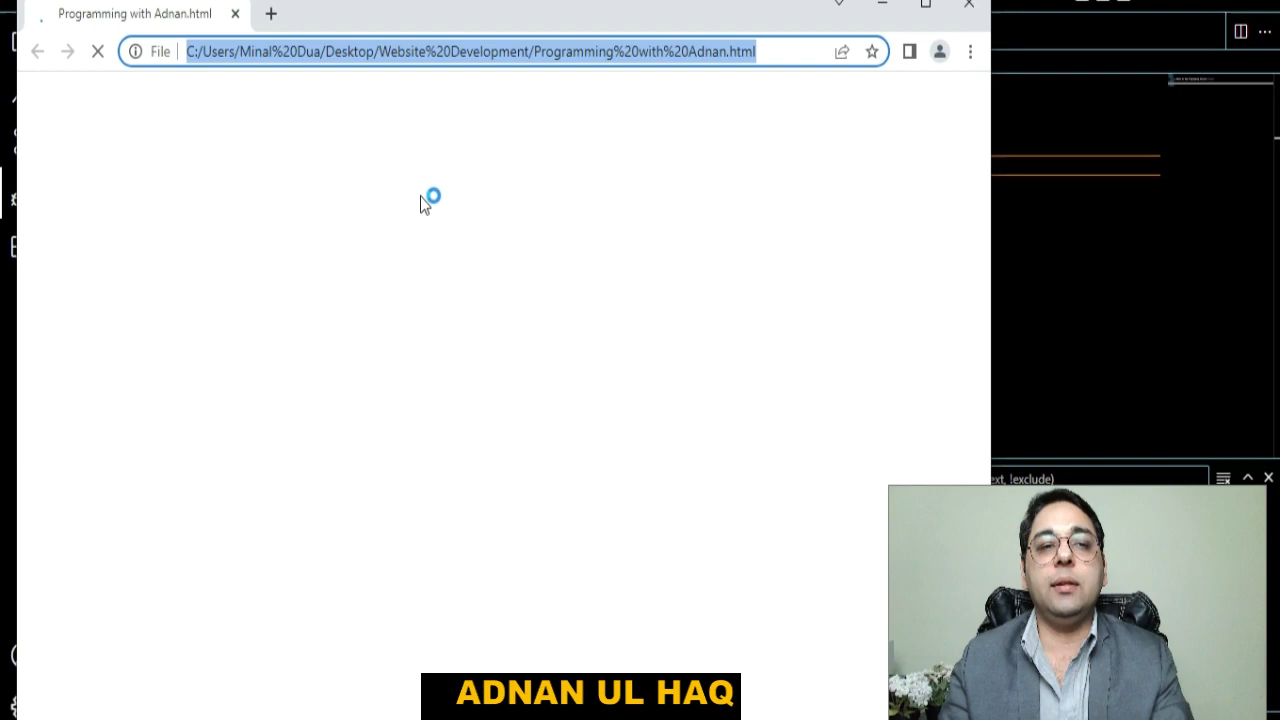 Programming with Adnan.html
File
C:/Users/Minal%20Dua/Desktop/Website%20Development/Programming%20with%20Adnan.html
ext, !exclude)
ADNAN UL HAQ